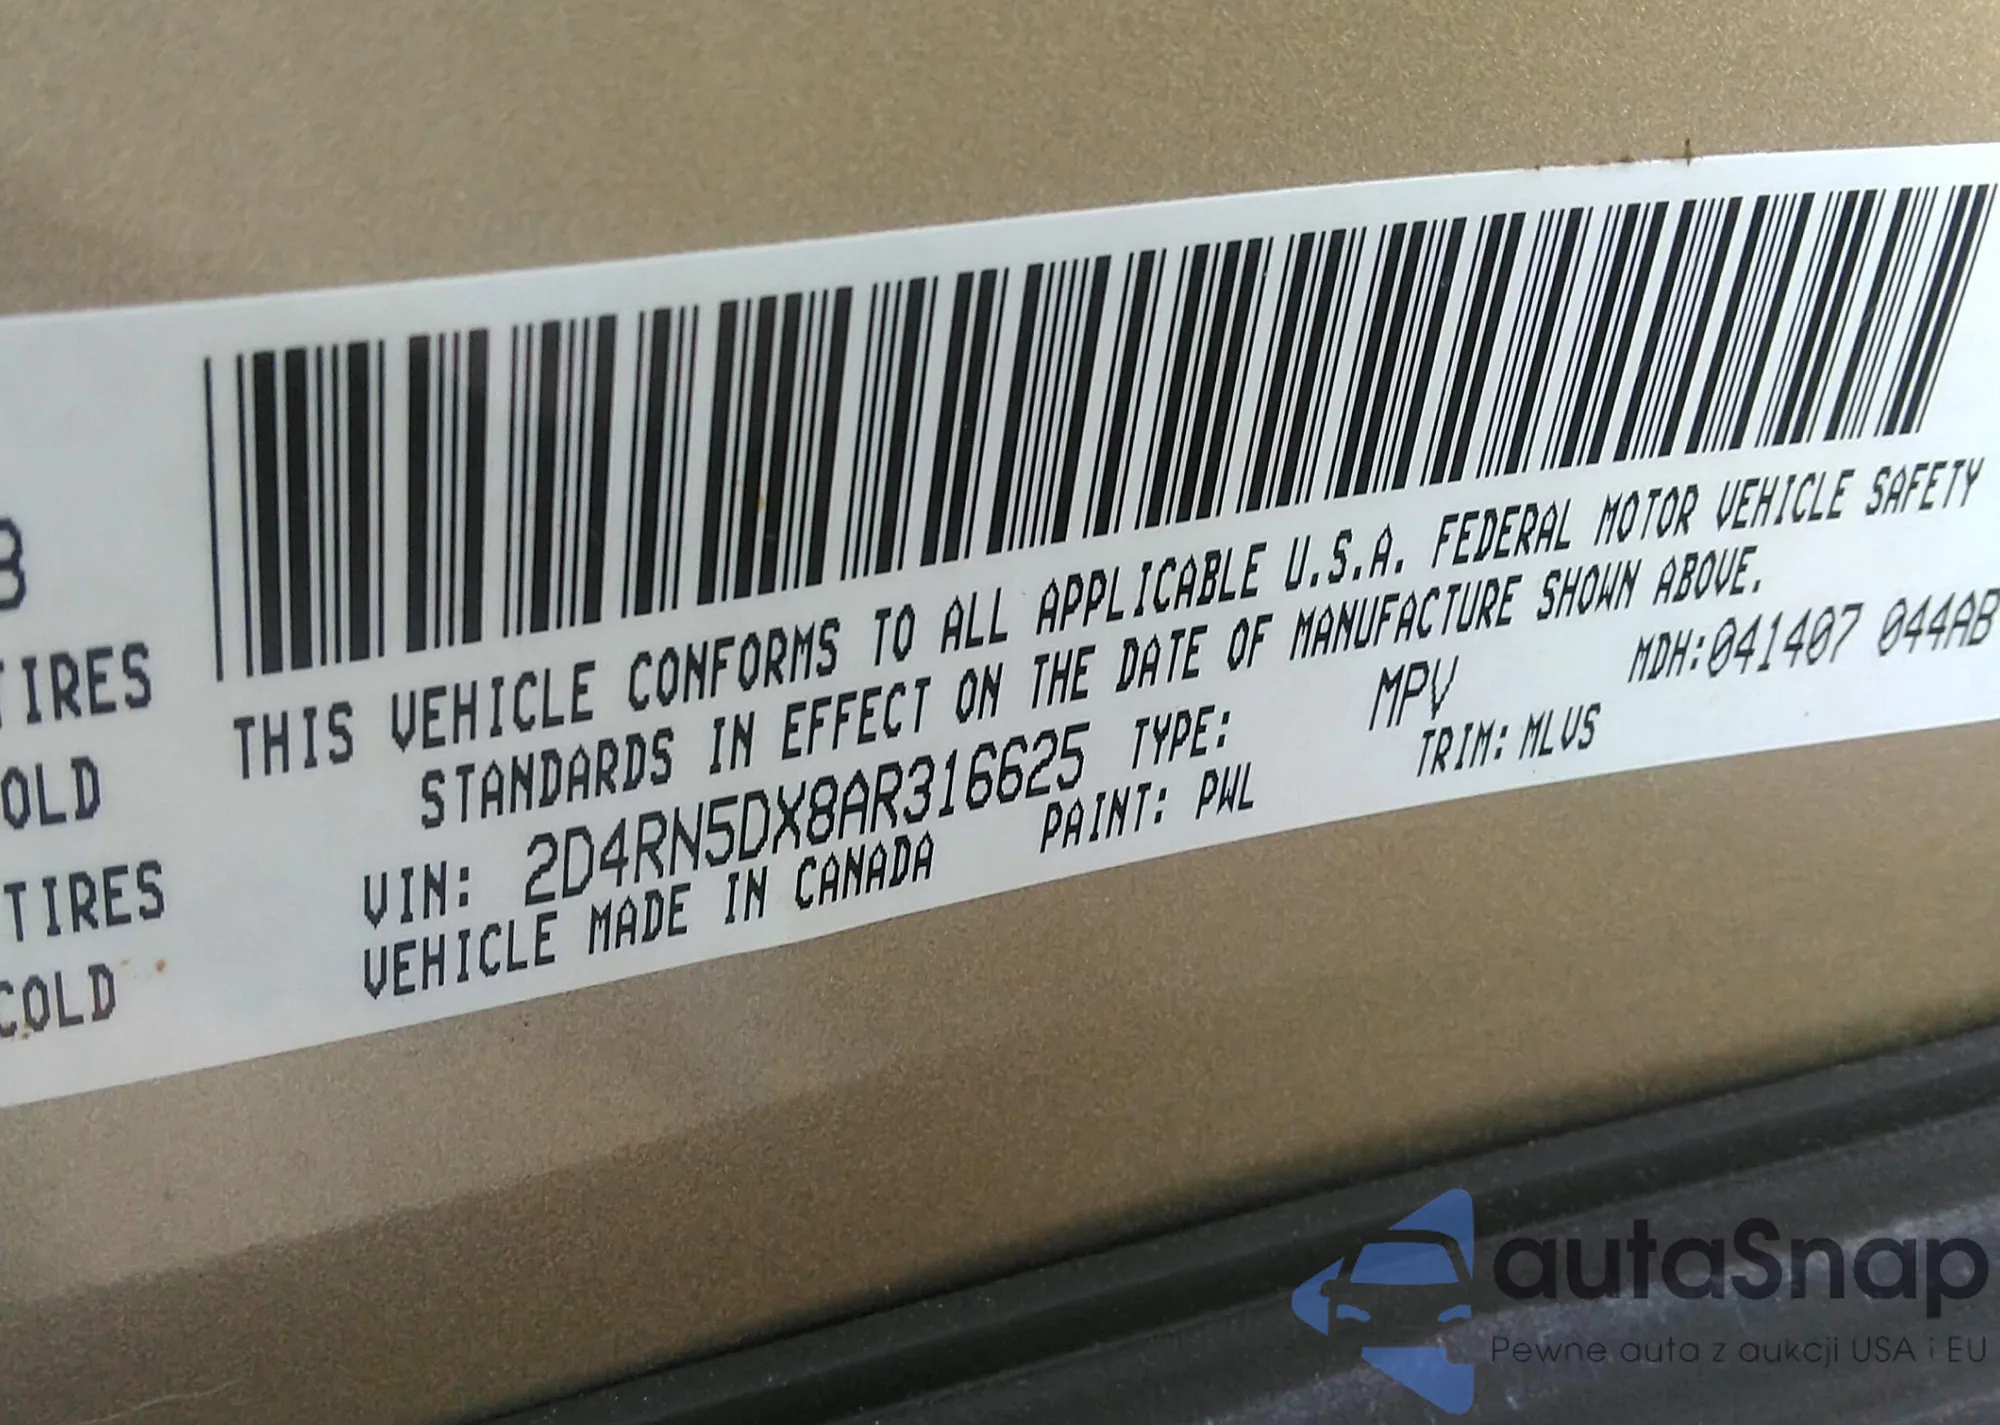 3
TIRES
COLD
TIRES
COLD
THIS VEHICLE CONFORMS TO ALL APPLICABLE U.S.A. FEDERAL MOTOR VEHICLE SAFETY
STANDARDS IN EFFECT ON THE DATE OF MANUFACTURE SHOWN ABOVE.
VIN: 2D4RN5DX8AR316625 TYPE: MPV MDH:041407 044AB
VEHICLE MADE IN CANADA PAINT: PWL TRIM: MLVS
autaSnap
Pewne auta z aukcji USA i EU